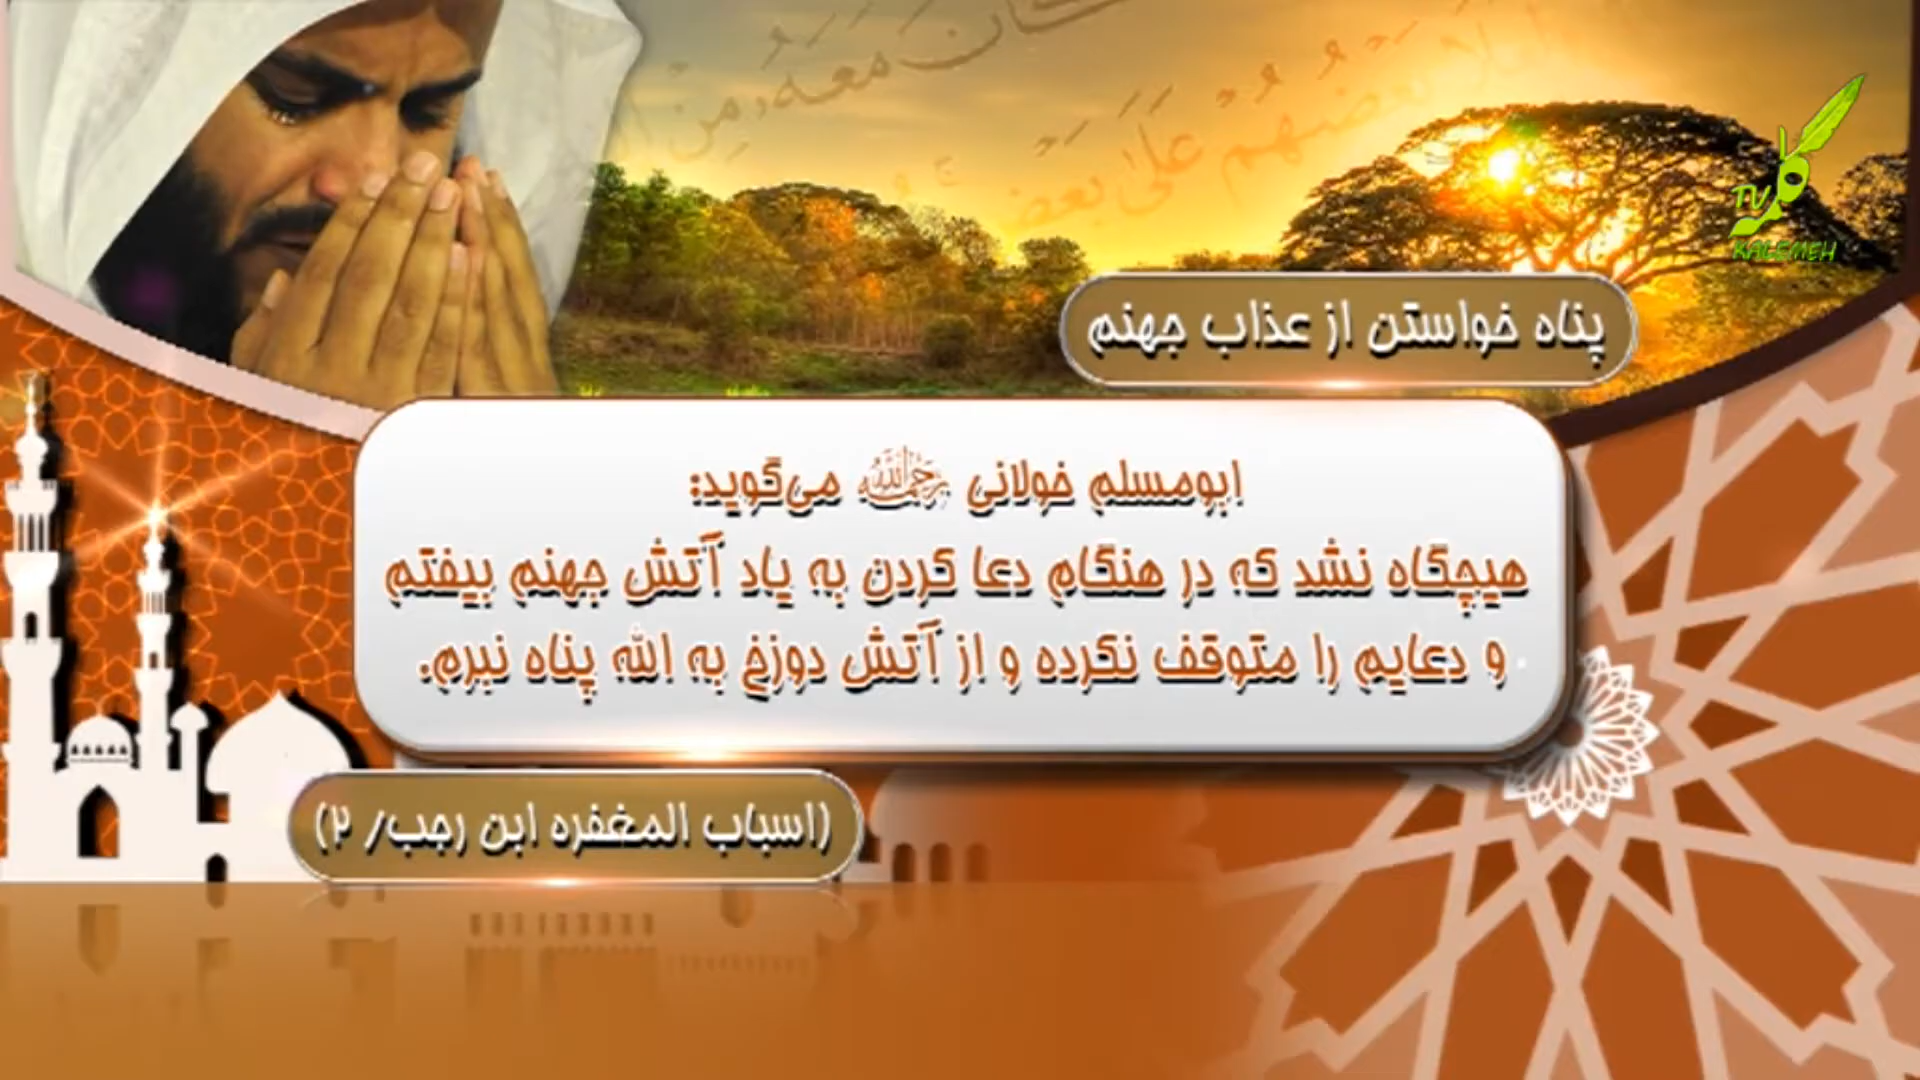 TV
KALEMEH
پناه خواستن از عذاب جهنم
ابومسلم خولانی رحمه الله می‌گوید:
هیچگاه نشد که در هنگام دعا کردن به یاد آتش جهنم بیفتم
و دعایم را متوقف نکرده و از آتش دوزخ به الله پناه نبرم.
(اسباب المغفره ابن رجب/ ۲)